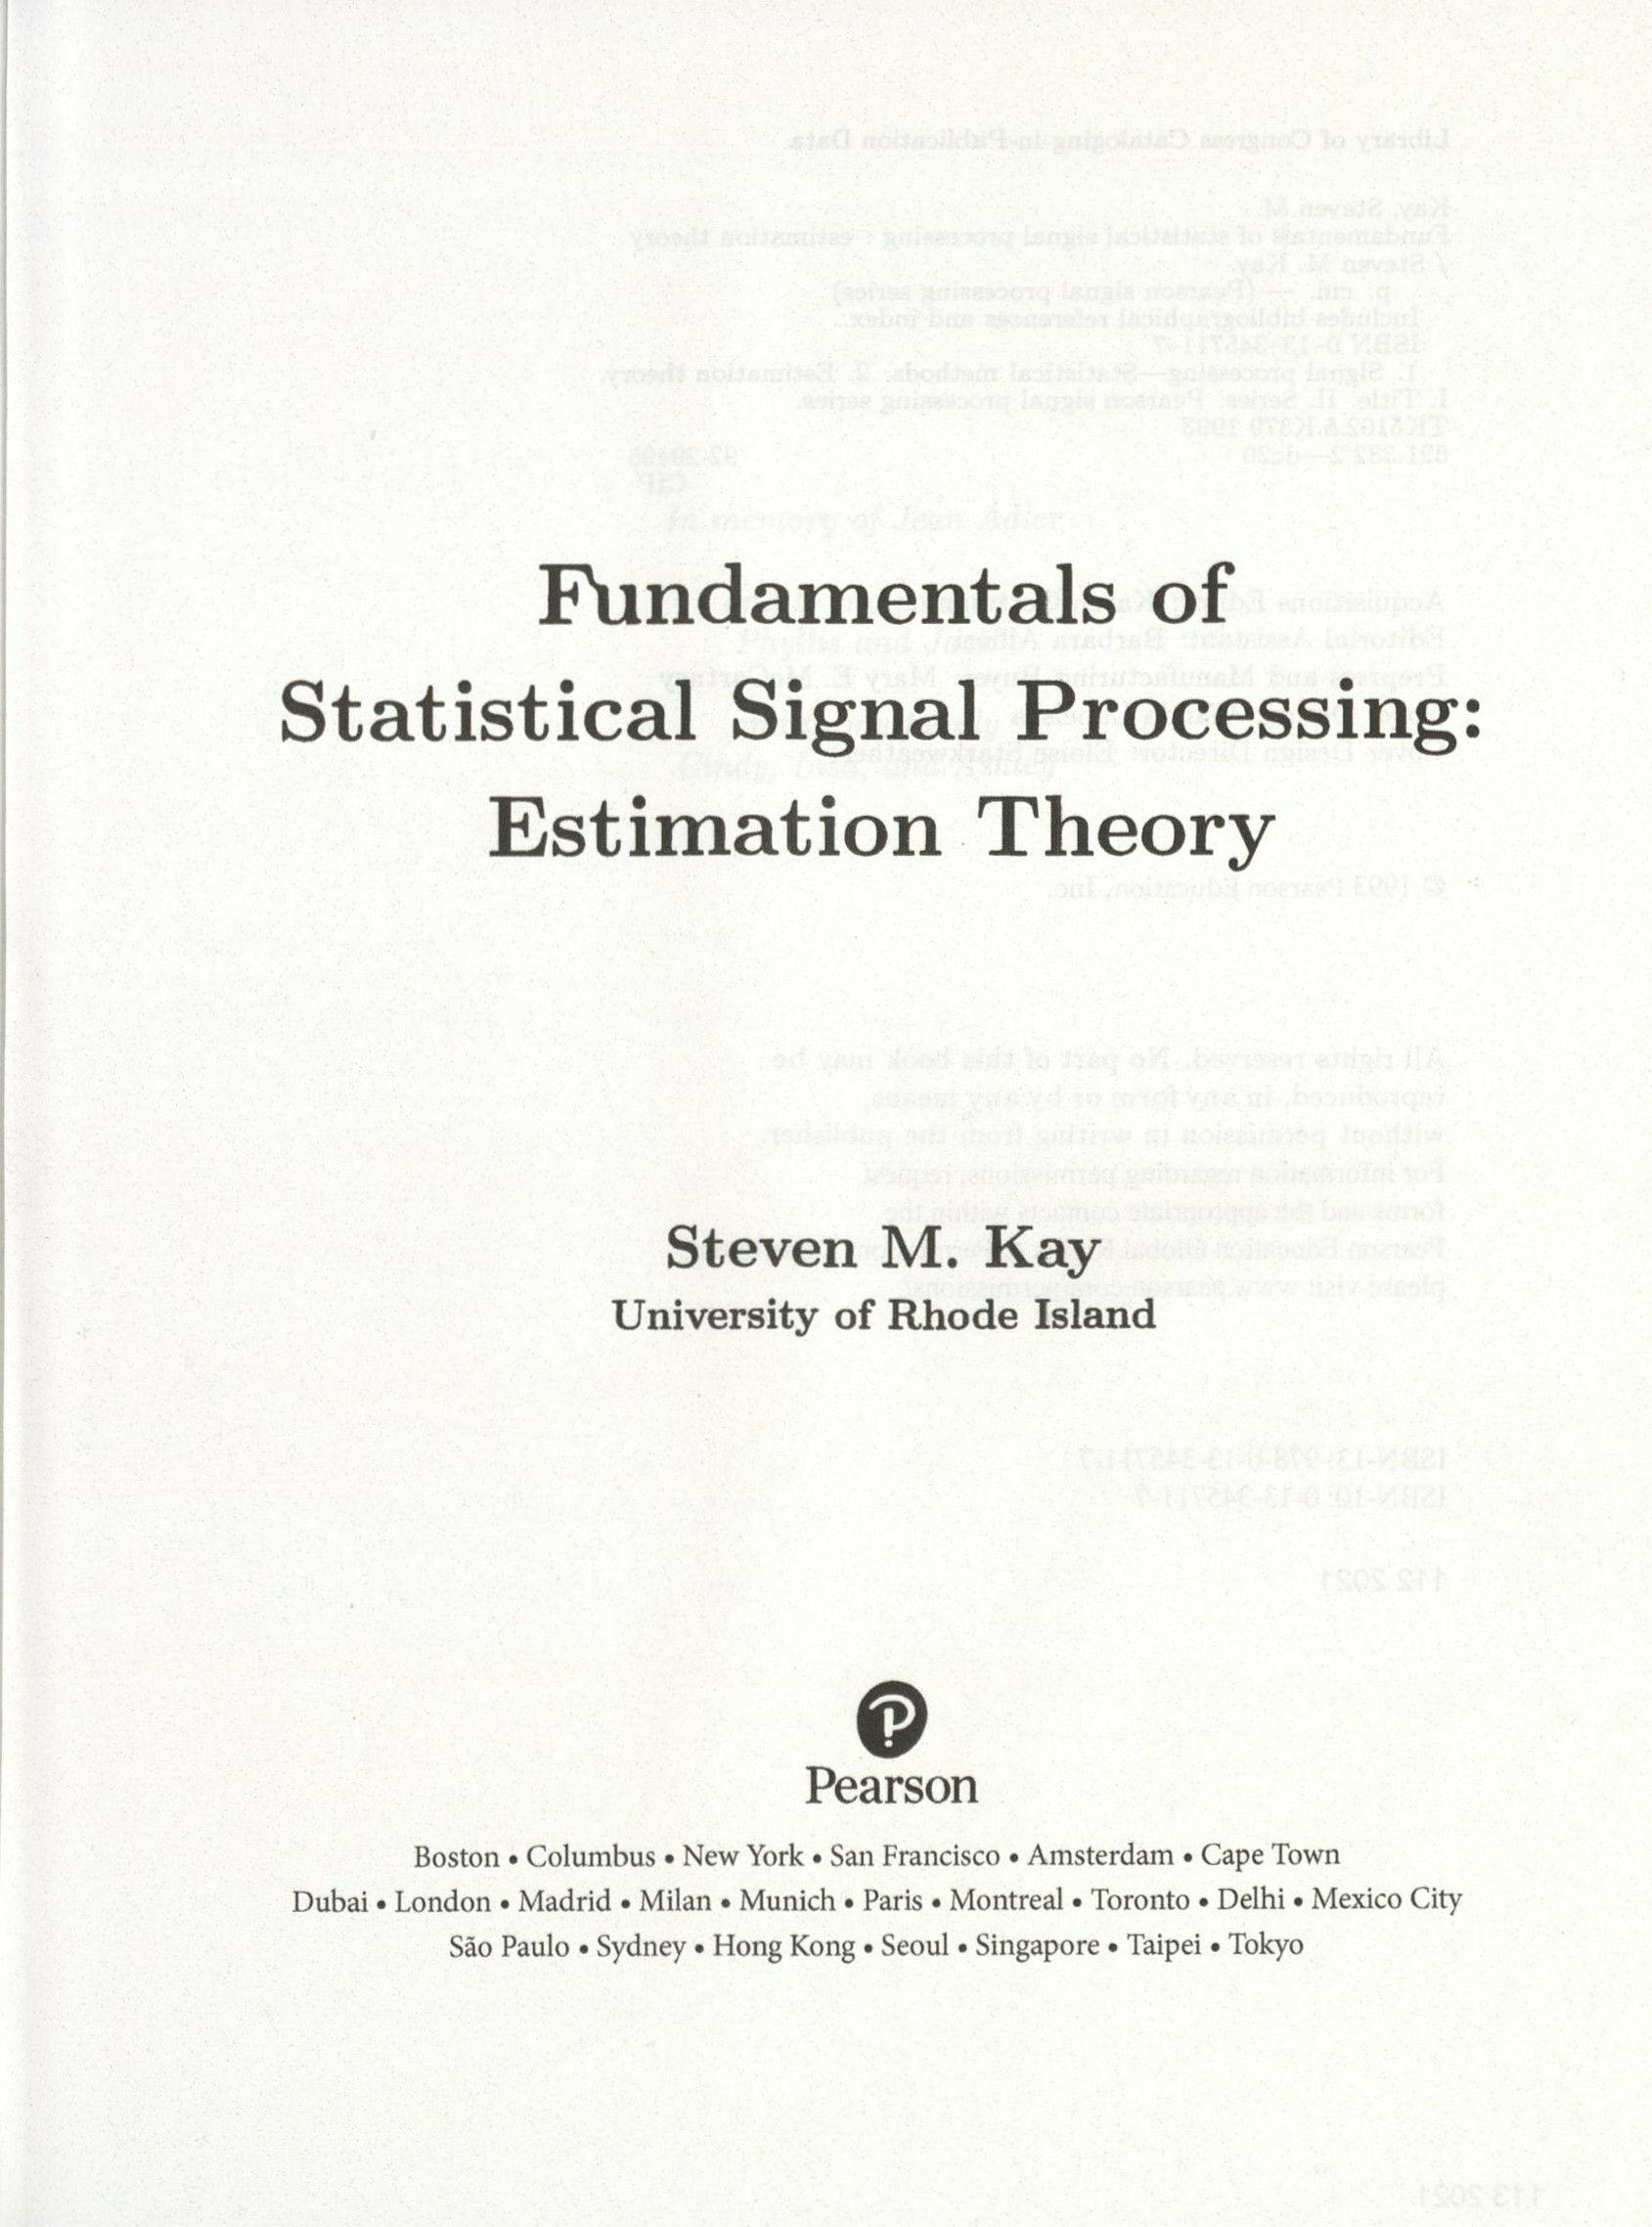 Fundamentals of
Statistical Signal Processing:
Estimation Theory
Steven M. Kay
University of Rhode Island
Pearson
Boston • Columbus • New York • San Francisco • Amsterdam • Cape Town
Dubai • London • Madrid • Milan • Munich • Paris • Montreal • Toronto • Delhi • Mexico City
São Paulo • Sydney • Hong Kong • Seoul • Singapore • Taipei • Tokyo